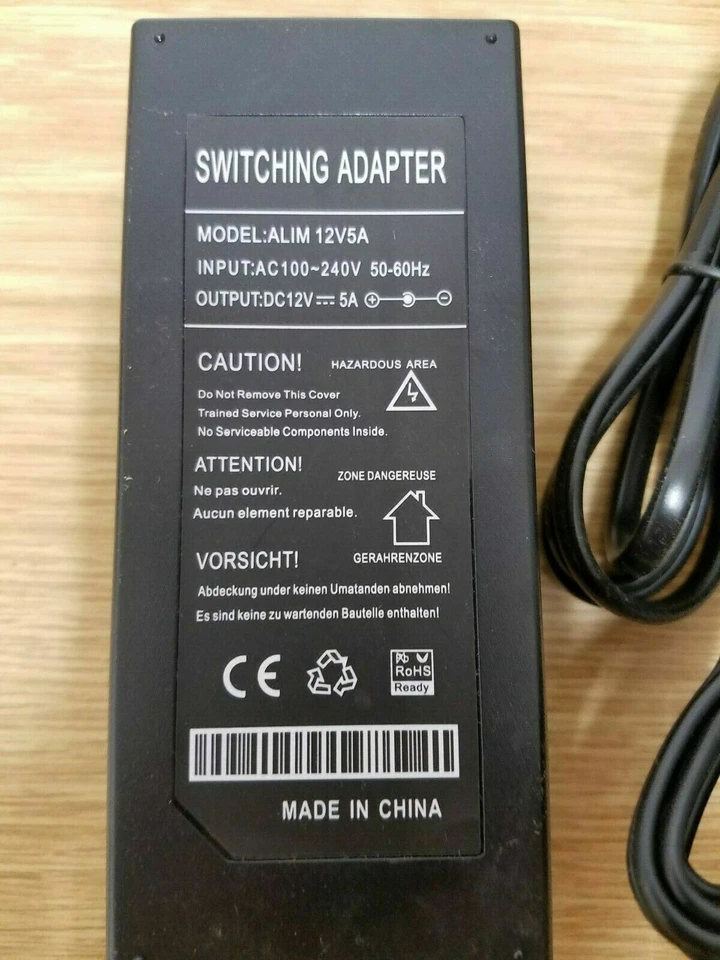 SWITCHING ADAPTER
MODEL:ALIM 12V5A
INPUT:AC100~240V 50-60Hz
OUTPUT:DC12V⎓5A
CAUTION!
HAZARDOUS AREA
Do Not Remove This Cover
Trained Service Personal Only.
No Serviceable Components Inside.
ATTENTION!
ZONE DANGEREUSE
Ne pas ouvrir.
Aucun element reparable.
VORSICHT!
GERAHRENZONE
Abdeckung under keinen Umatanden abnehmen!
Es sind keine zu wartenden Bautelle enthalten!
CE
Pb
RoHS
Ready
MADE IN CHINA